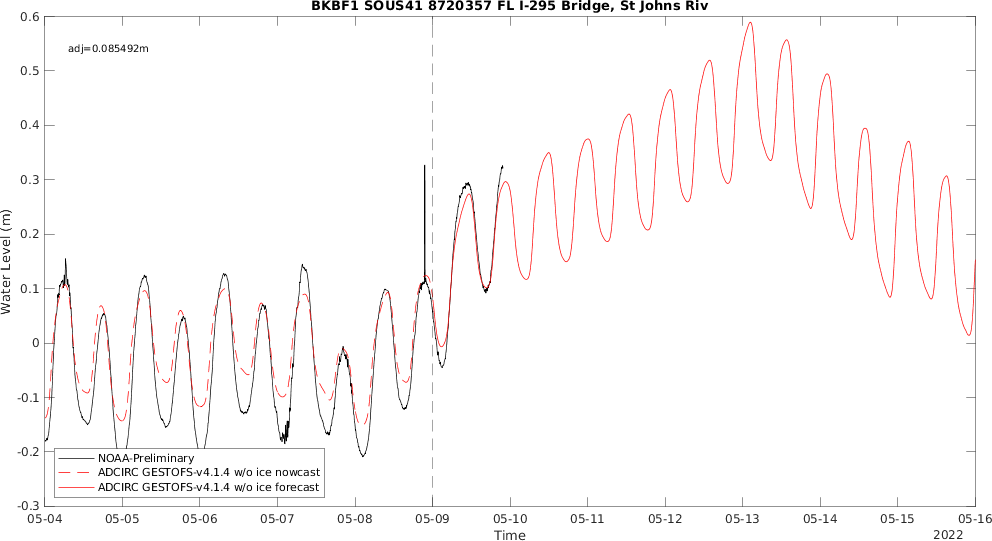 BKBF1 SOUS41 8720357 FL I-295 Bridge, St Johns Riv
adj=0.085492m
0.6
0.5
0.4
0.3
0.2
0.1
0
-0.1
-0.2
-0.3
Water Level (m)
NOAA-Preliminary
ADCIRC GESTOFS-v4.1.4 w/o ice nowcast
ADCIRC GESTOFS-v4.1.4 w/o ice forecast
05-04 05-05 05-06 05-07 05-08 05-09 05-10 05-11 05-12 05-13 05-14 05-15 05-16
Time
2022